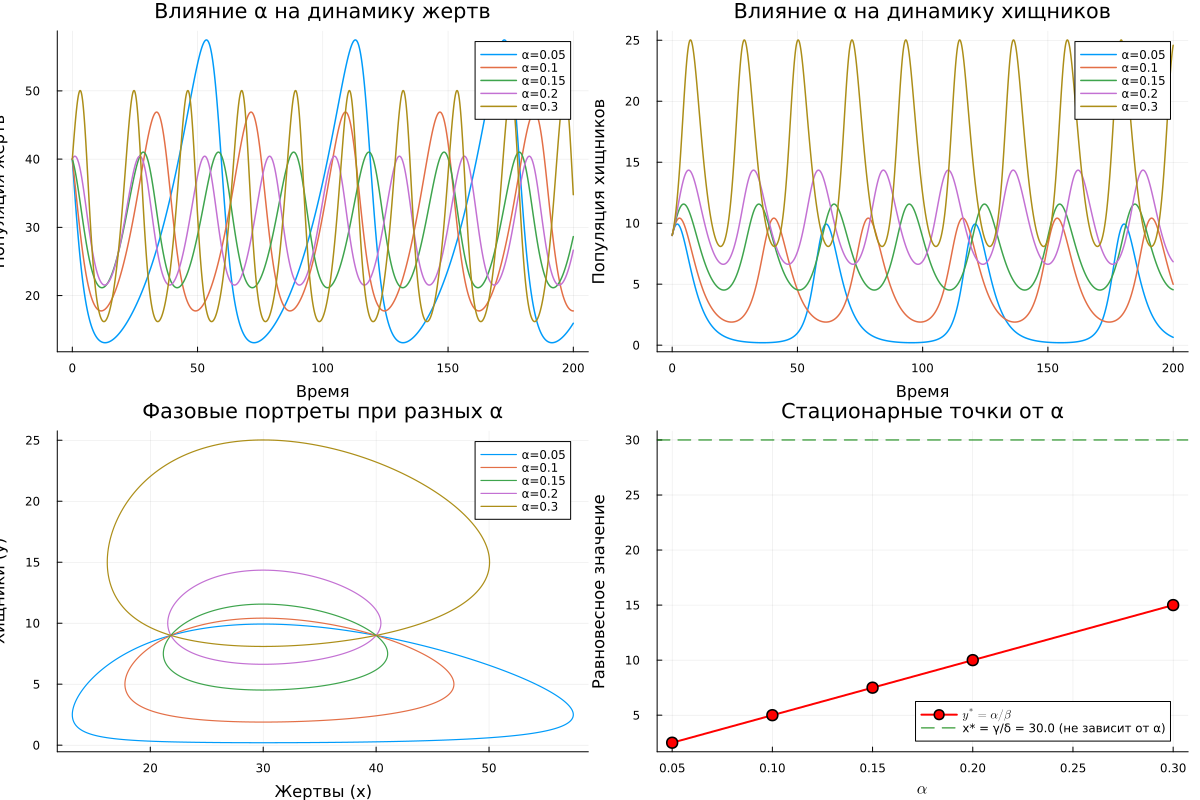 Влияние α на динамику жертв
Популяция жертв
50
40
30
20
0
50
100
150
200
Время
α=0.05
α=0.1
α=0.15
α=0.2
α=0.3
Влияние α на динамику хищников
Популяция хищников
25
20
15
10
5
0
0
50
100
150
200
Время
α=0.05
α=0.1
α=0.15
α=0.2
α=0.3
Фазовые портреты при разных α
Хищники (y)
25
20
15
10
5
0
20
30
40
50
Жертвы (x)
α=0.05
α=0.1
α=0.15
α=0.2
α=0.3
Стационарные точки от α
Равновесное значение
30
25
20
15
10
5
0.05
0.10
0.15
0.20
0.25
0.30
α
y* = α/β
x* = γ/δ = 30.0 (не зависит от α)